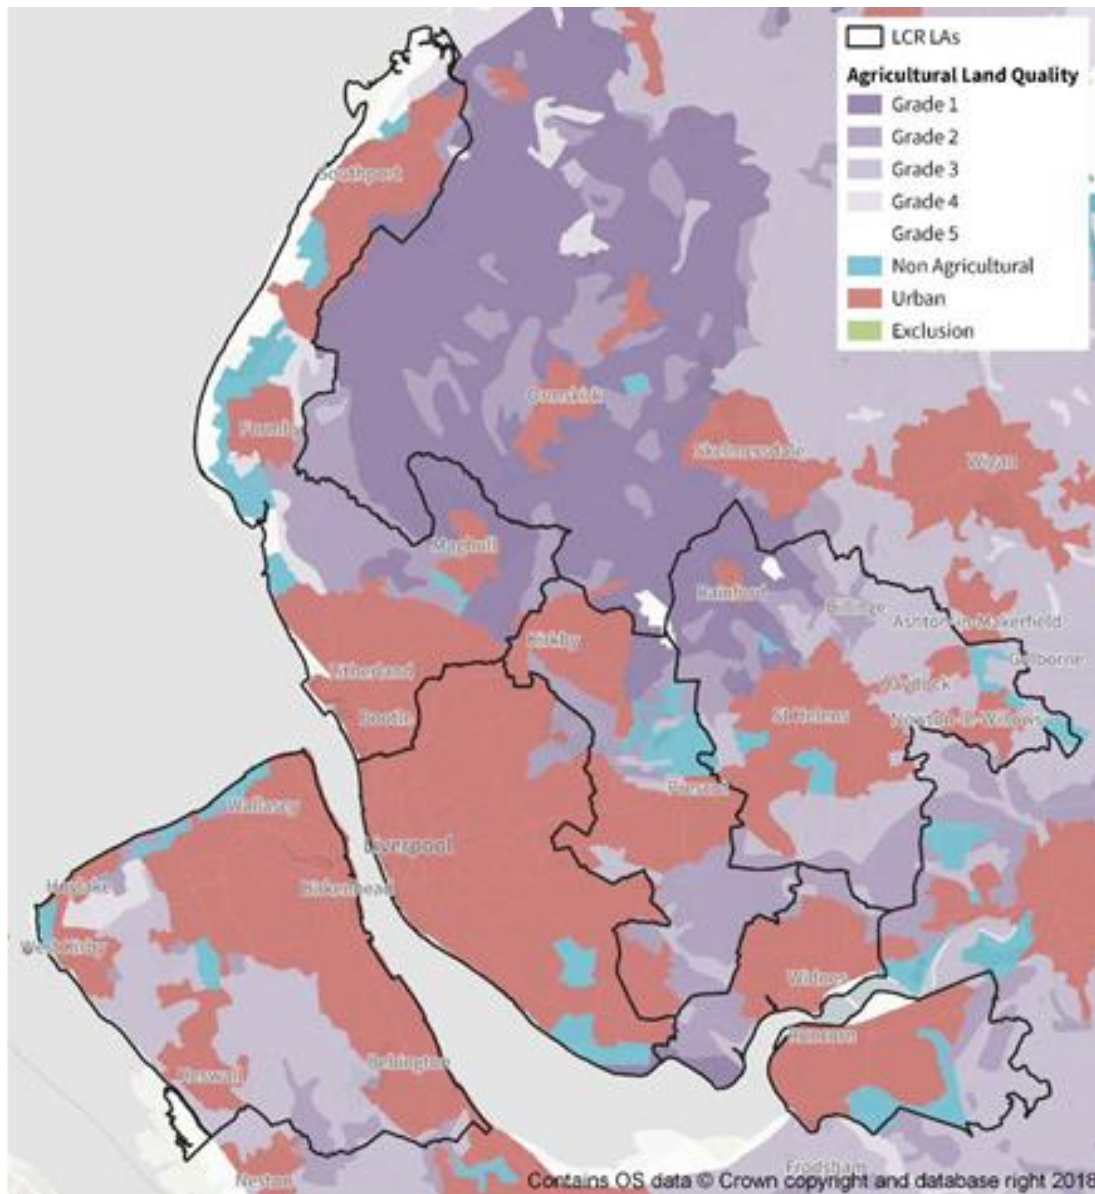 LCR LAs
Agricultural Land Quality
Grade 1
Grade 2
Grade 3
Grade 4
Grade 5
Non Agricultural
Urban
Exclusion
Southport
Ormskirk
Formby
Skelmersdale
Wigan
Maghull
Rainford
Billinge
Ashton-in-Makerfield
Kirkby
Golborne
Litherland
Haydock
Bootle
St Helens
Newton-le-Willows
Prescot
Wallasey
Liverpool
Hoylake
Birkenhead
West Kirby
Widnes
Runcorn
Bebington
Heswall
Frodsham
Neston
Contains OS data © Crown copyright and database right 2018